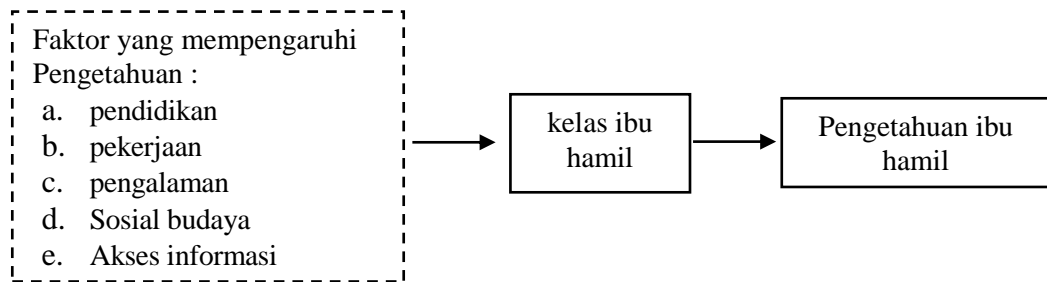 Faktor yang mempengaruhi
Pengetahuan :
a. pendidikan
b. pekerjaan
c. pengalaman
d. Sosial budaya
e. Akses informasi
kelas ibu
hamil
Pengetahuan ibu
hamil